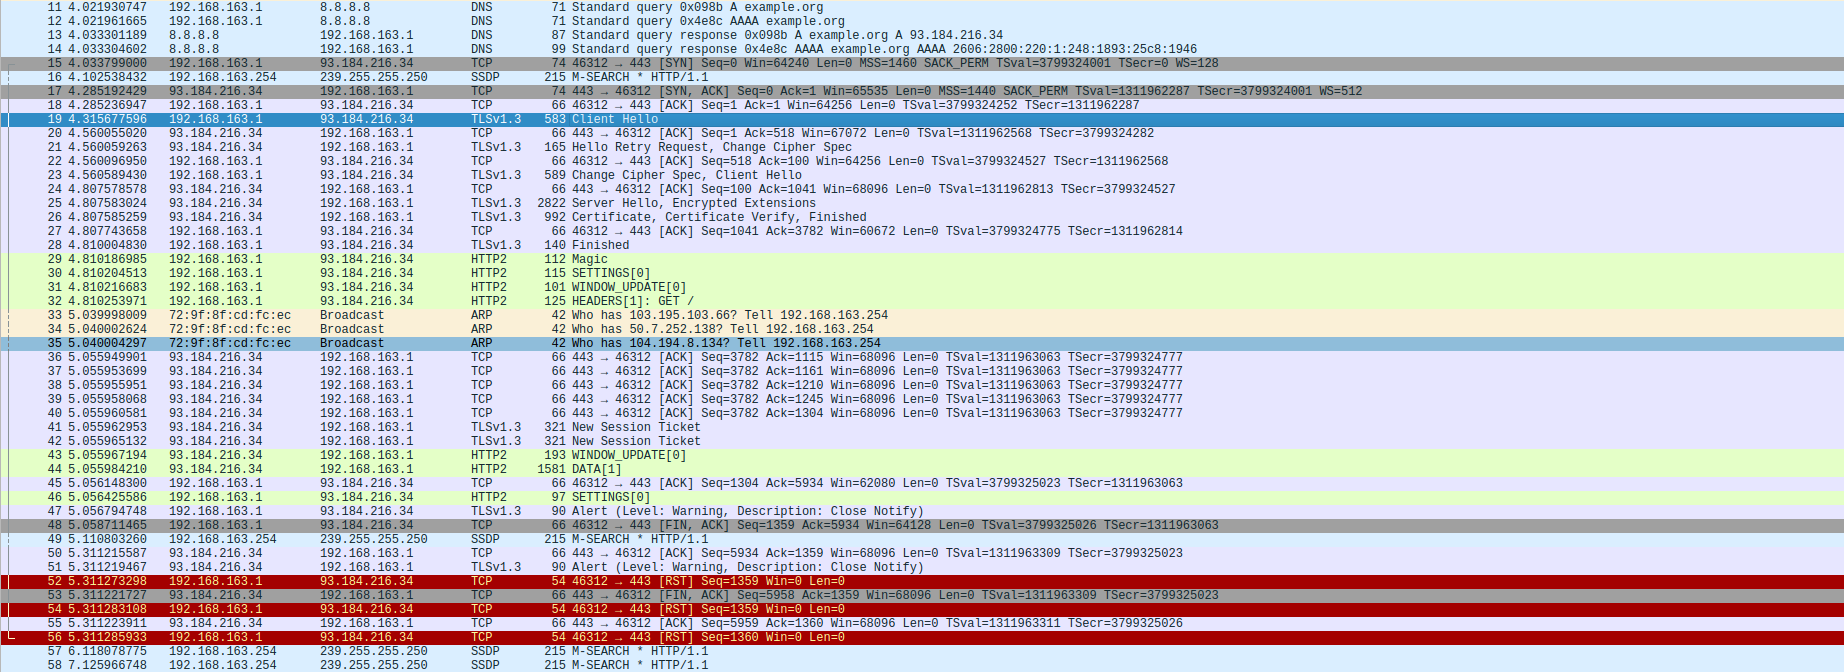 11 4.021930747 192.168.163.1 8.8.8.8 DNS 71 Standard query 0x098b A example.org
12 4.021961665 192.168.163.1 8.8.8.8 DNS 71 Standard query 0x4e8c AAAA example.org
13 4.033301189 8.8.8.8 192.168.163.1 DNS 87 Standard query response 0x098b A example.org A 93.184.216.34
14 4.033304602 8.8.8.8 192.168.163.1 DNS 99 Standard query response 0x4e8c AAAA example.org AAAA 2606:2800:220:1:248:1893:25c8:1946
15 4.033799000 192.168.163.1 93.184.216.34 TCP 74 46312 → 443 [SYN] Seq=0 Win=64240 Len=0 MSS=1460 SACK_PERM TSval=3799324001 TSecr=0 WS=128
16 4.102538432 192.168.163.254 239.255.255.250 SSDP 215 M-SEARCH * HTTP/1.1
17 4.285192429 93.184.216.34 192.168.163.1 TCP 74 443 → 46312 [SYN, ACK] Seq=0 Ack=1 Win=65535 Len=0 MSS=1440 SACK_PERM TSval=1311962287 TSecr=3799324001 WS=512
18 4.285236947 192.168.163.1 93.184.216.34 TCP 66 46312 → 443 [ACK] Seq=1 Ack=1 Win=64256 Len=0 TSval=3799324252 TSecr=1311962287
19 4.315677596 192.168.163.1 93.184.216.34 TLSv1.3 583 Client Hello
20 4.560055020 93.184.216.34 192.168.163.1 TCP 66 443 → 46312 [ACK] Seq=1 Ack=518 Win=67072 Len=0 TSval=1311962568 TSecr=3799324282
21 4.560059263 93.184.216.34 192.168.163.1 TLSv1.3 165 Hello Retry Request, Change Cipher Spec
22 4.560096950 192.168.163.1 93.184.216.34 TCP 66 46312 → 443 [ACK] Seq=518 Ack=100 Win=64256 Len=0 TSval=3799324527 TSecr=1311962568
23 4.560589430 192.168.163.1 93.184.216.34 TLSv1.3 589 Change Cipher Spec, Client Hello
24 4.807578578 93.184.216.34 192.168.163.1 TCP 66 443 → 46312 [ACK] Seq=100 Ack=1041 Win=68096 Len=0 TSval=1311962813 TSecr=3799324527
25 4.807583024 93.184.216.34 192.168.163.1 TLSv1.3 2822 Server Hello, Encrypted Extensions
26 4.807585259 93.184.216.34 192.168.163.1 TLSv1.3 992 Certificate, Certificate Verify, Finished
27 4.807743658 192.168.163.1 93.184.216.34 TCP 66 46312 → 443 [ACK] Seq=1041 Ack=3782 Win=60672 Len=0 TSval=3799324775 TSecr=1311962814
28 4.810004830 192.168.163.1 93.184.216.34 TLSv1.3 140 Finished
29 4.810186985 192.168.163.1 93.184.216.34 HTTP2 112 Magic
30 4.810204513 192.168.163.1 93.184.216.34 HTTP2 115 SETTINGS[0]
31 4.810216683 192.168.163.1 93.184.216.34 HTTP2 101 WINDOW_UPDATE[0]
32 4.810253971 192.168.163.1 93.184.216.34 HTTP2 125 HEADERS[1]: GET /
33 5.039998009 72:9f:8f:cd:fc:ec Broadcast ARP 42 Who has 103.195.103.66? Tell 192.168.163.254
34 5.040002624 72:9f:8f:cd:fc:ec Broadcast ARP 42 Who has 50.7.252.138? Tell 192.168.163.254
35 5.040004297 72:9f:8f:cd:fc:ec Broadcast ARP 42 Who has 104.194.8.134? Tell 192.168.163.254
36 5.055949901 93.184.216.34 192.168.163.1 TCP 66 443 → 46312 [ACK] Seq=3782 Ack=1115 Win=68096 Len=0 TSval=1311963063 TSecr=3799324777
37 5.055953699 93.184.216.34 192.168.163.1 TCP 66 443 → 46312 [ACK] Seq=3782 Ack=1161 Win=68096 Len=0 TSval=1311963063 TSecr=3799324777
38 5.055955951 93.184.216.34 192.168.163.1 TCP 66 443 → 46312 [ACK] Seq=3782 Ack=1210 Win=68096 Len=0 TSval=1311963063 TSecr=3799324777
39 5.055958068 93.184.216.34 192.168.163.1 TCP 66 443 → 46312 [ACK] Seq=3782 Ack=1245 Win=68096 Len=0 TSval=1311963063 TSecr=3799324777
40 5.055960581 93.184.216.34 192.168.163.1 TCP 66 443 → 46312 [ACK] Seq=3782 Ack=1304 Win=68096 Len=0 TSval=1311963063 TSecr=3799324777
41 5.055962953 93.184.216.34 192.168.163.1 TLSv1.3 321 New Session Ticket
42 5.055965132 93.184.216.34 192.168.163.1 TLSv1.3 321 New Session Ticket
43 5.055967194 93.184.216.34 192.168.163.1 HTTP2 193 WINDOW_UPDATE[0]
44 5.055984210 93.184.216.34 192.168.163.1 HTTP2 1581 DATA[1]
45 5.056148300 192.168.163.1 93.184.216.34 TCP 66 46312 → 443 [ACK] Seq=1304 Ack=5934 Win=62080 Len=0 TSval=3799325023 TSecr=1311963063
46 5.056425586 192.168.163.1 93.184.216.34 HTTP2 97 SETTINGS[0]
47 5.056794748 192.168.163.1 93.184.216.34 TLSv1.3 90 Alert (Level: Warning, Description: Close Notify)
48 5.058711465 192.168.163.1 93.184.216.34 TCP 66 46312 → 443 [FIN, ACK] Seq=1359 Ack=5934 Win=64128 Len=0 TSval=3799325026 TSecr=1311963063
49 5.110803260 192.168.163.254 239.255.255.250 SSDP 215 M-SEARCH * HTTP/1.1
50 5.311215587 93.184.216.34 192.168.163.1 TCP 66 443 → 46312 [ACK] Seq=5934 Ack=1359 Win=68096 Len=0 TSval=1311963309 TSecr=3799325023
51 5.311219467 93.184.216.34 192.168.163.1 TLSv1.3 90 Alert (Level: Warning, Description: Close Notify)
52 5.311273298 192.168.163.1 93.184.216.34 TCP 54 46312 → 443 [RST] Seq=1359 Win=0 Len=0
53 5.311221727 93.184.216.34 192.168.163.1 TCP 66 443 → 46312 [FIN, ACK] Seq=5958 Ack=1359 Win=68096 Len=0 TSval=1311963309 TSecr=3799325023
54 5.311283108 192.168.163.1 93.184.216.34 TCP 54 46312 → 443 [RST] Seq=1359 Win=0 Len=0
55 5.311223911 93.184.216.34 192.168.163.1 TCP 66 443 → 46312 [ACK] Seq=5959 Ack=1360 Win=68096 Len=0 TSval=1311963311 TSecr=3799325026
56 5.311285933 192.168.163.1 93.184.216.34 TCP 54 46312 → 443 [RST] Seq=1360 Win=0 Len=0
57 6.118078775 192.168.163.254 239.255.255.250 SSDP 215 M-SEARCH * HTTP/1.1
58 7.125966748 192.168.163.254 239.255.255.250 SSDP 215 M-SEARCH * HTTP/1.1